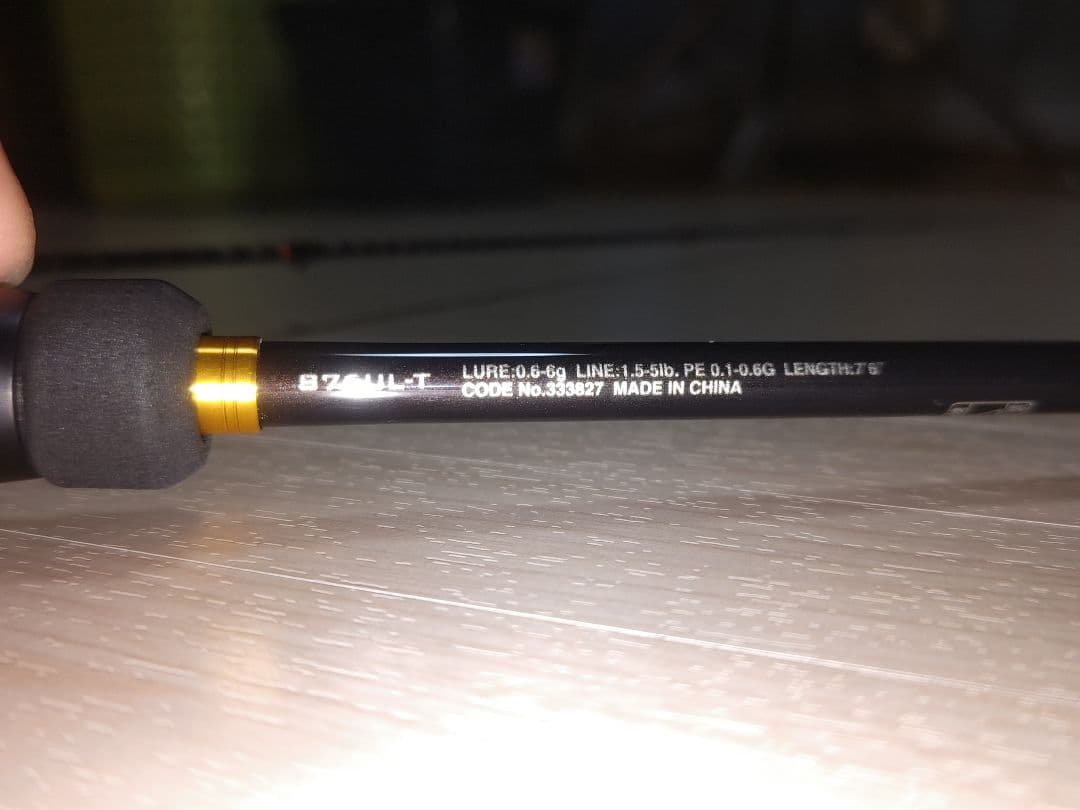 S76UL-T
LURE:0.6-6g LINE:1.5-5lb. PE 0.1-0.6G LENGTH:7'6"
CODE No.333827 MADE IN CHINA